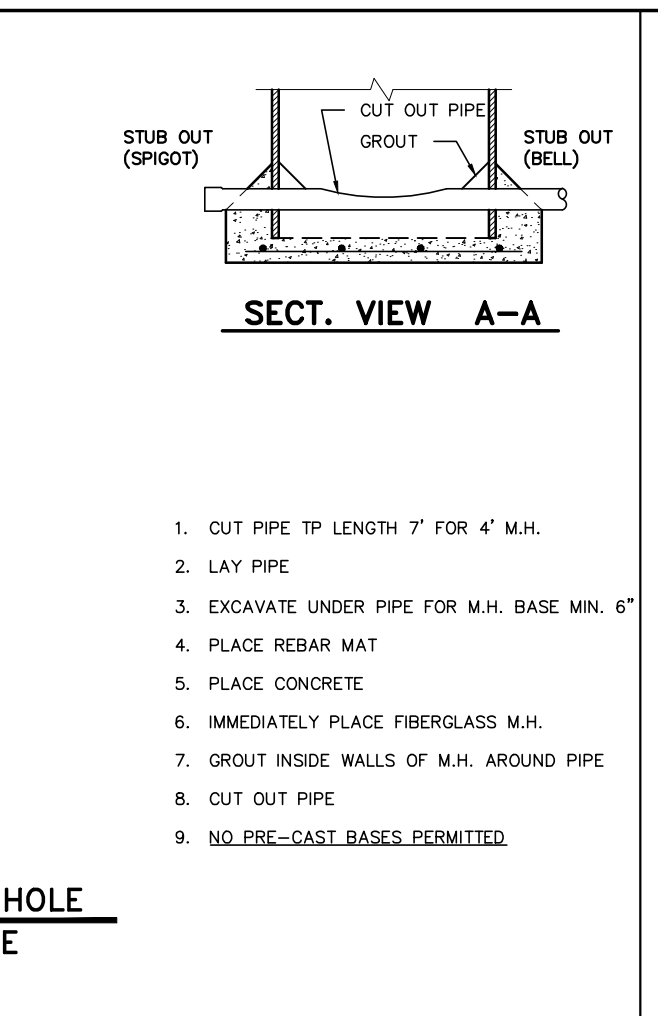 CUT OUT PIPE
GROUT
STUB OUT
(SPIGOT)
STUB OUT
(BELL)
SECT. VIEW A-A
1. CUT PIPE TP LENGTH 7' FOR 4' M.H.
2. LAY PIPE
3. EXCAVATE UNDER PIPE FOR M.H. BASE MIN. 6"
4. PLACE REBAR MAT
5. PLACE CONCRETE
6. IMMEDIATELY PLACE FIBERGLASS M.H.
7. GROUT INSIDE WALLS OF M.H. AROUND PIPE
8. CUT OUT PIPE
9. NO PRE-CAST BASES PERMITTED
HOLE
E